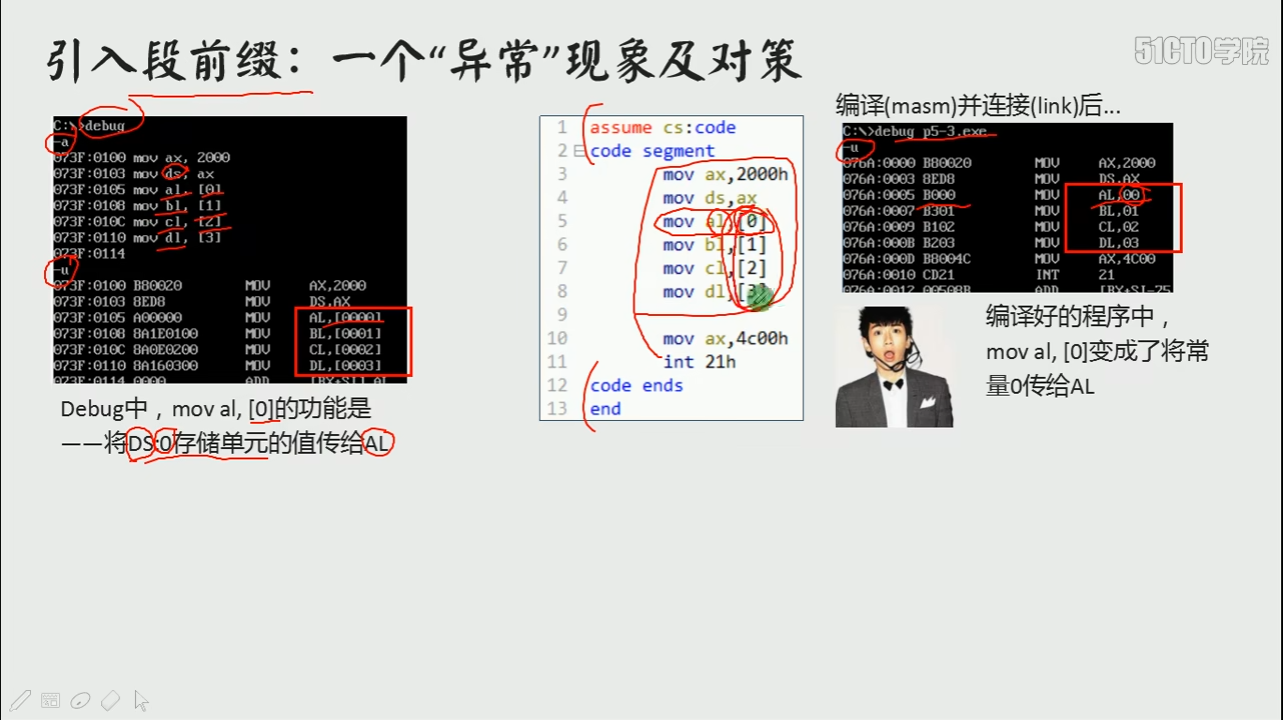 引入段前缀：一个“异常”现象及对策
51CTO学院
C:\>debug
-a
073F:0100 mov ax, 2000
073F:0103 mov ds, ax
073F:0105 mov al, [0]
073F:0108 mov bl, [1]
073F:010C mov cl, [2]
073F:0110 mov dl, [3]
073F:0114
-u
073F:0100 B80020 MOV AX,2000
073F:0103 8ED8 MOV DS,AX
073F:0105 A00000 MOV AL,[0000]
073F:0108 8A1E0100 MOV BL,[0001]
073F:010C 8A0E0200 MOV CL,[0002]
073F:0110 8A160300 MOV DL,[0003]
073F:0114 0000 ADD [BX+SI],AL
Debug中，mov al, [0]的功能是
——将DS:0存储单元的值传给AL
1 assume cs:code
2 code segment
3 mov ax,2000h
4 mov ds,ax
5 mov al,[0]
6 mov bl,[1]
7 mov cl,[2]
8 mov dl,[3]
9
10 mov ax,4c00h
11 int 21h
12 code ends
13 end
编译(masm)并连接(link)后...
C:\>debug p5-3.exe
-u
076A:0000 B80020 MOV AX,2000
076A:0003 8ED8 MOV DS,AX
076A:0005 B000 MOV AL,00
076A:0007 B301 MOV BL,01
076A:0009 B102 MOV CL,02
076A:000B B203 MOV DL,03
076A:000D B8004C MOV AX,4C00
076A:0010 CD21 INT 21
076A:0012 00508B ADD [BX+SI-75
编译好的程序中，
mov al, [0]变成了将常
量0传给AL